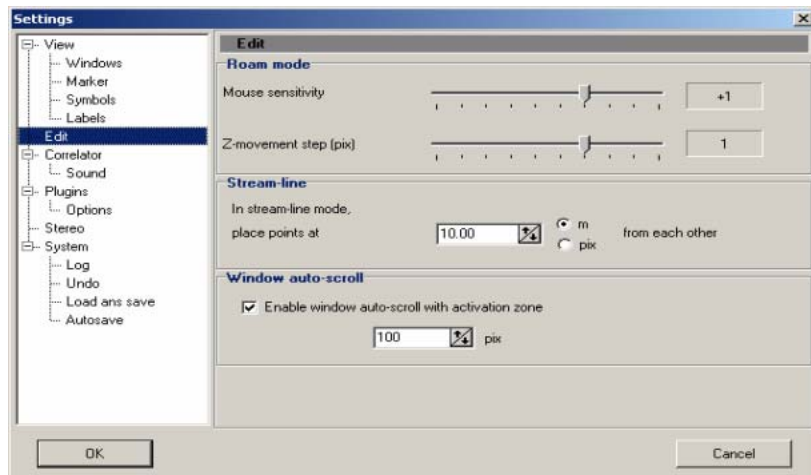 Settings
View
Windows
Marker
Symbols
Labels
Edit
Correlator
Sound
Plugins
Options
Stereo
System
Log
Undo
Load ans save
Autosave
Edit
Roam mode
Mouse sensitivity
+1
Z-movement step (pix)
1
Stream-line
In stream-line mode,
place points at 10.00 m from each other
pix
Window auto-scroll
Enable window auto-scroll with activation zone
100 pix
OK
Cancel